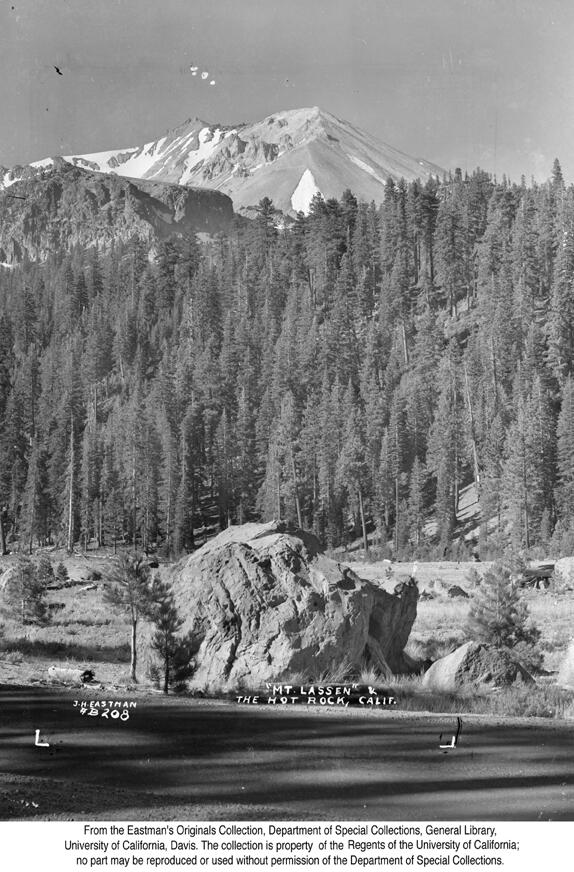 "MT. LASSEN" &
THE HOT ROCK, CALIF.
J.H. EASTMAN
#B208
From the Eastman's Originals Collection, Department of Special Collections, General Library,
University of California, Davis. The collection is property of the Regents of the University of California;
no part may be reproduced or used without permission of the Department of Special Collections.